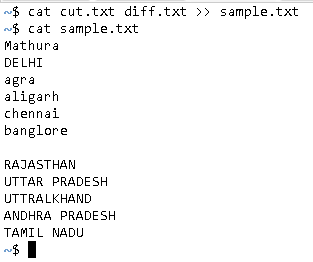 ~$ cat cut.txt diff.txt >> sample.txt
~$ cat sample.txt
Mathura
DELHI
agra
aligarh
chennai
banglore

RAJASTHAN
UTTAR PRADESH
UTTRALKHAND
ANDHRA PRADESH
TAMIL NADU
~$